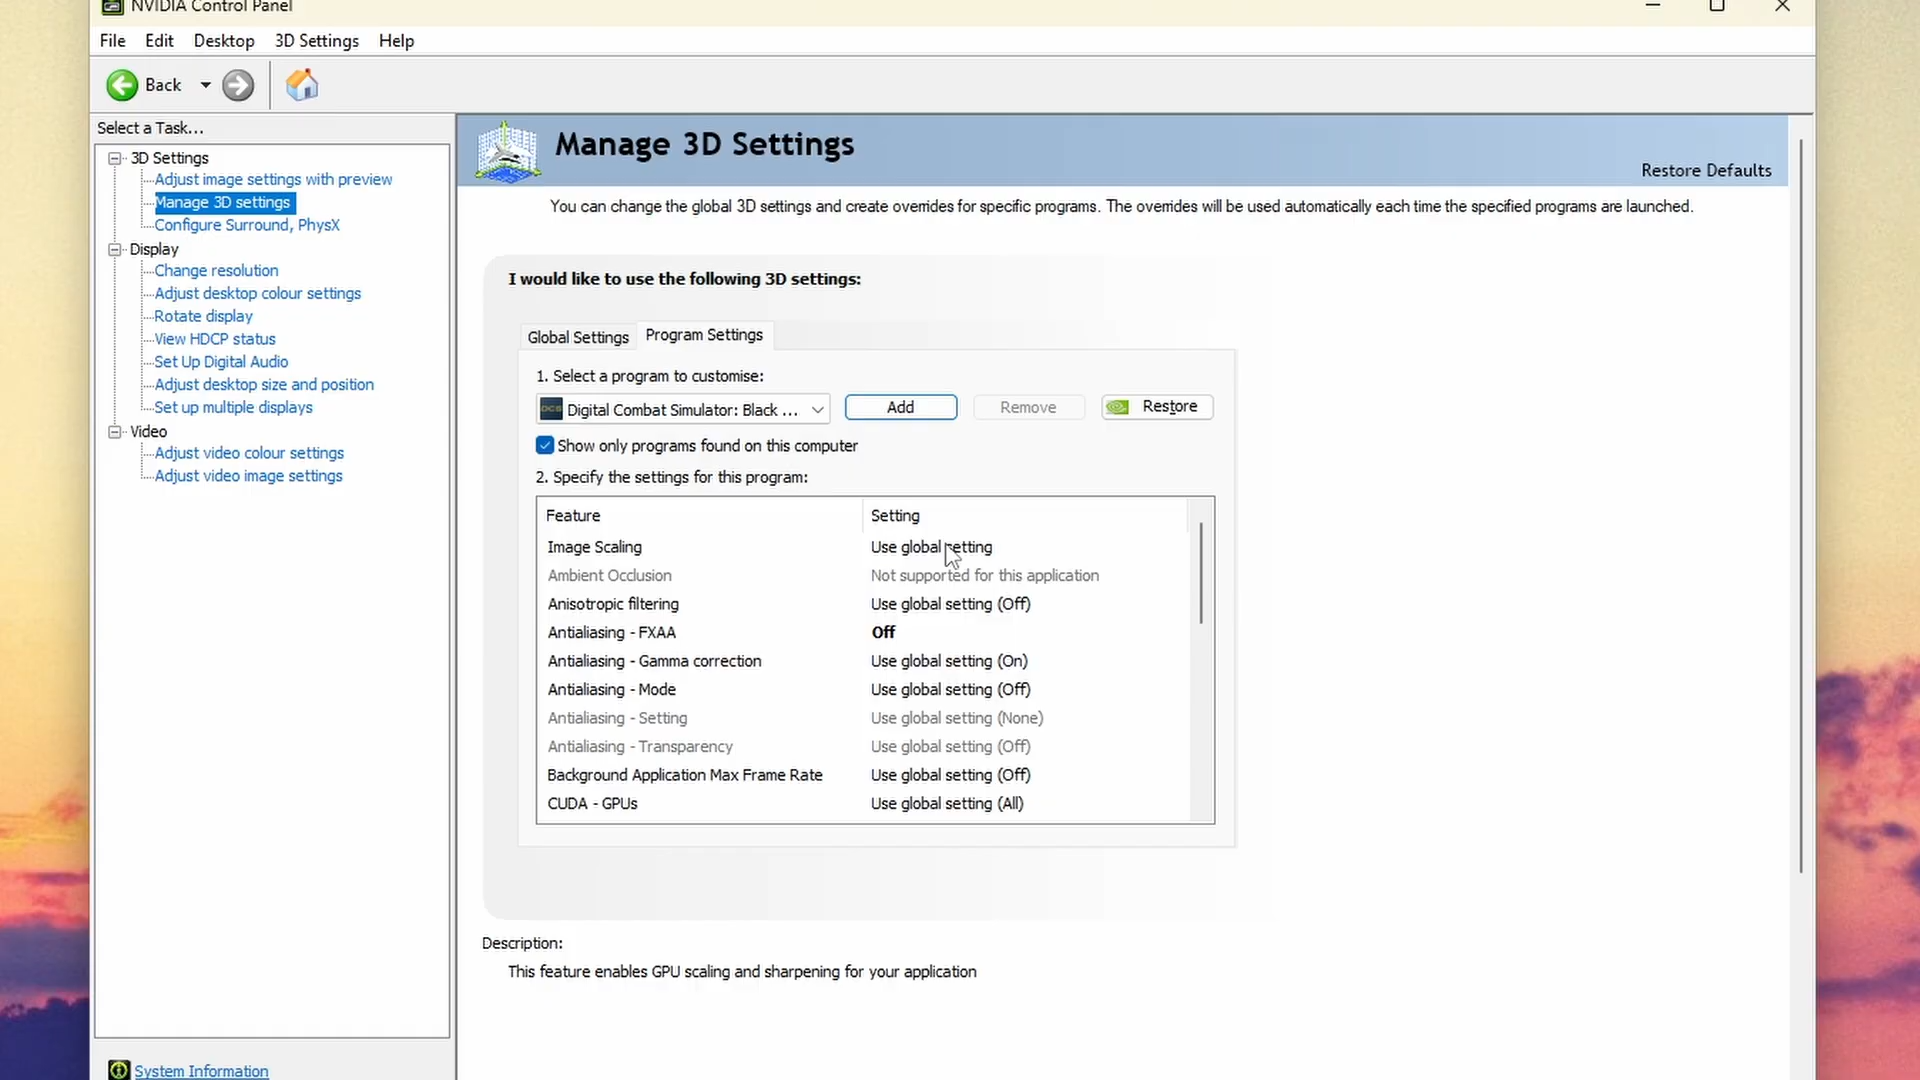 NVIDIA Control Panel
File Edit Desktop 3D Settings Help
Back
Select a Task...
3D Settings
Adjust image settings with preview
Manage 3D settings
Configure Surround, PhysX
Display
Change resolution
Adjust desktop colour settings
Rotate display
View HDCP status
Set Up Digital Audio
Adjust desktop size and position
Set up multiple displays
Video
Adjust video colour settings
Adjust video image settings
System Information
Manage 3D Settings
Restore Defaults
You can change the global 3D settings and create overrides for specific programs. The overrides will be used automatically each time the specified programs are launched.
I would like to use the following 3D settings:
Global Settings Program Settings
1. Select a program to customise:
DCS Digital Combat Simulator: Black ... Add Remove Restore
Show only programs found on this computer
2. Specify the settings for this program:
Feature Setting
Image Scaling Use global setting
Ambient Occlusion Not supported for this application
Anisotropic filtering Use global setting (Off)
Antialiasing - FXAA Off
Antialiasing - Gamma correction Use global setting (On)
Antialiasing - Mode Use global setting (Off)
Antialiasing - Setting Use global setting (None)
Antialiasing - Transparency Use global setting (Off)
Background Application Max Frame Rate Use global setting (Off)
CUDA - GPUs Use global setting (All)
Description:
This feature enables GPU scaling and sharpening for your application